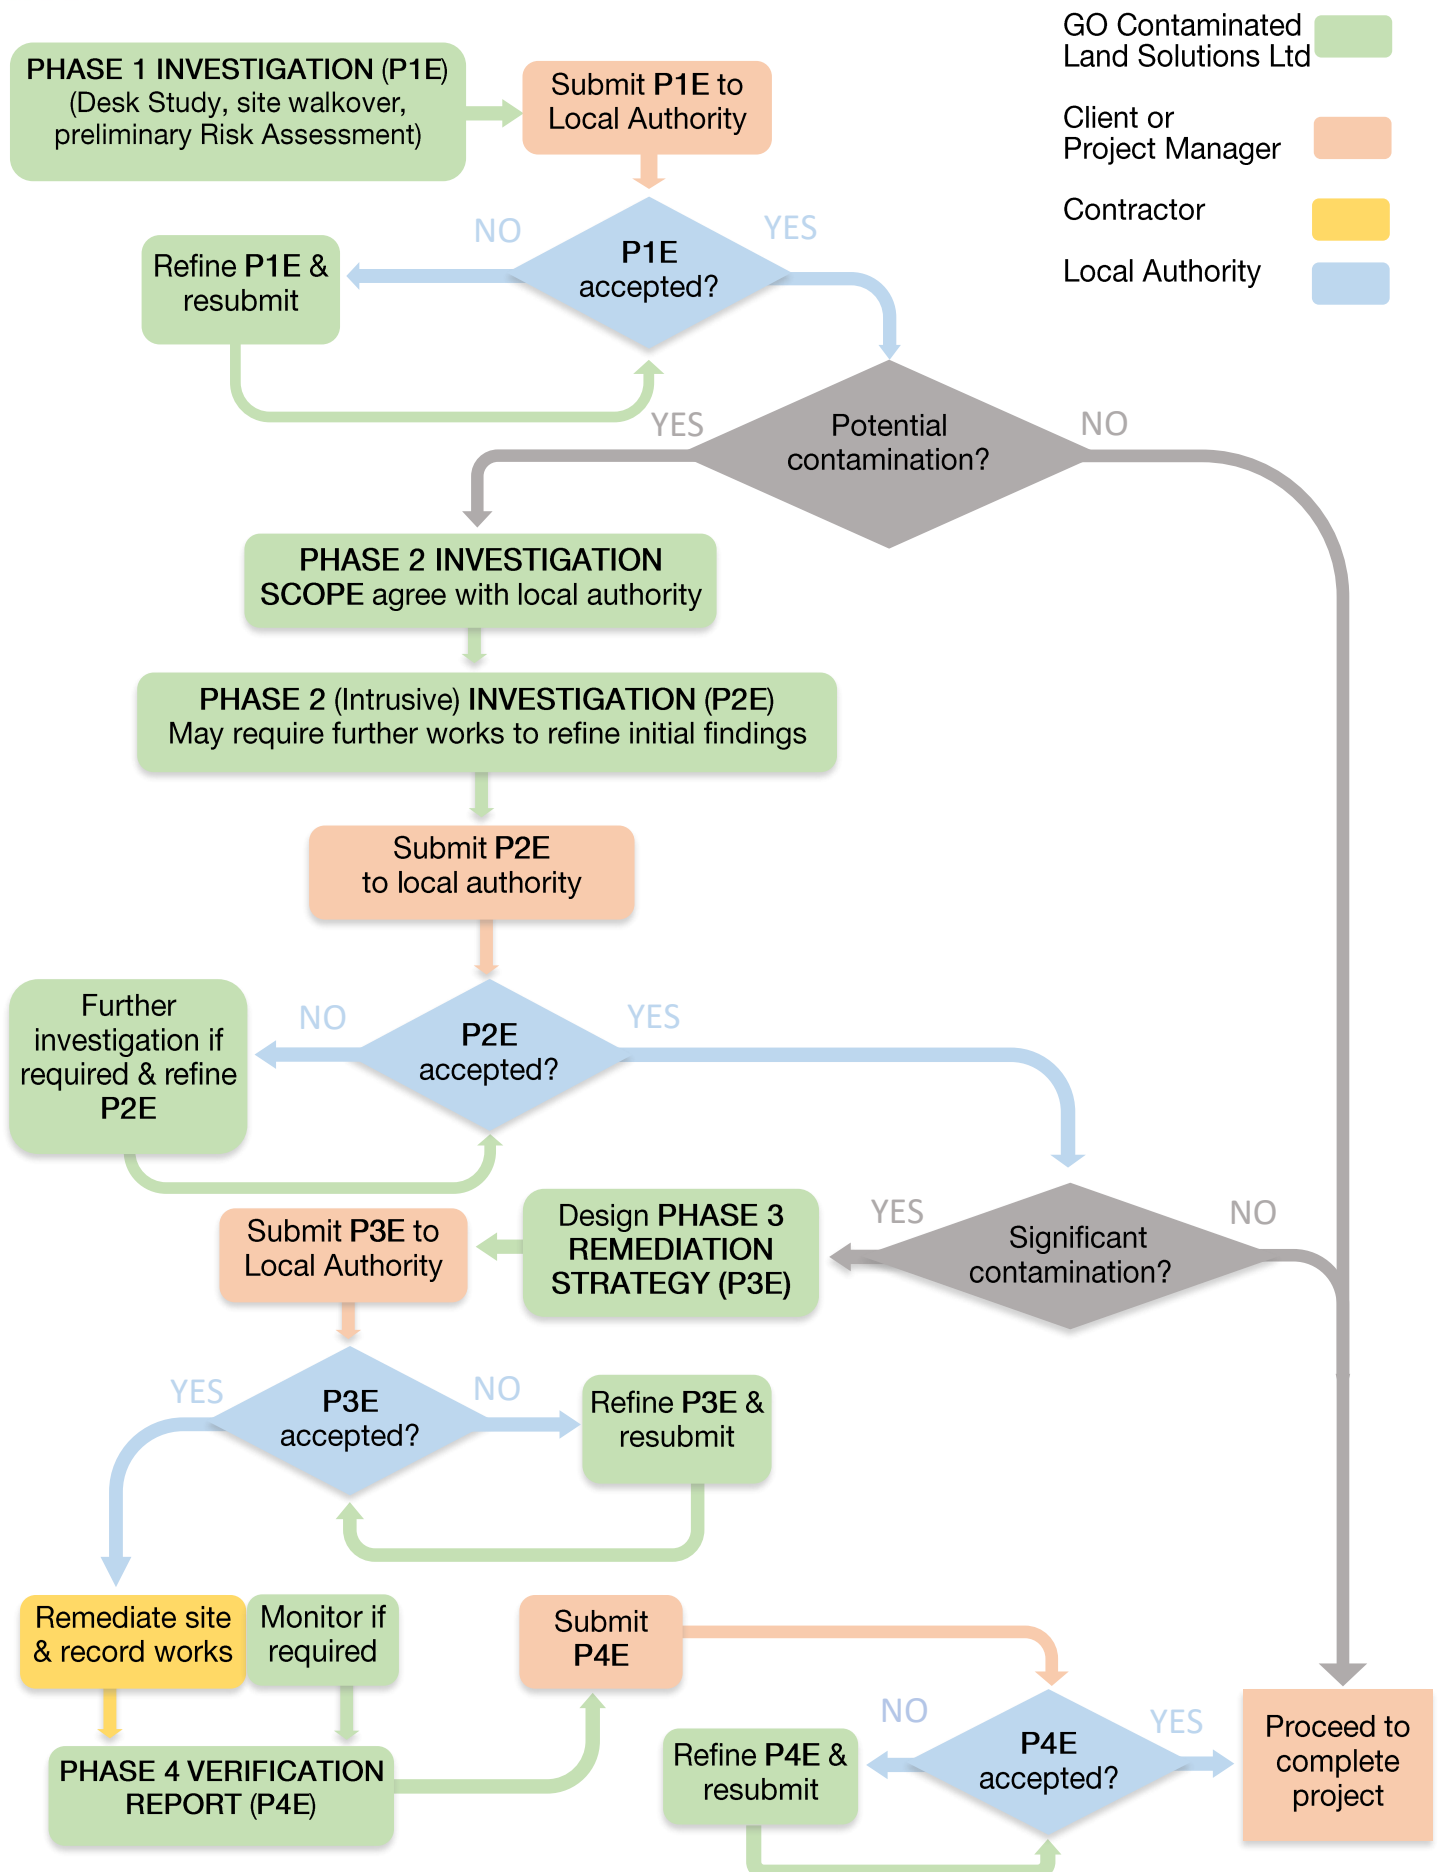 GO Contaminated
Land Solutions Ltd
Client or
Project Manager
Contractor
Local Authority
PHASE 1 INVESTIGATION (P1E)
(Desk Study, site walkover,
preliminary Risk Assessment)
Submit P1E to
Local Authority
NO
YES
P1E
accepted?
Refine P1E &
resubmit
YES
NO
Potential
contamination?
PHASE 2 INVESTIGATION
SCOPE agree with local authority
PHASE 2 (Intrusive) INVESTIGATION (P2E)
May require further works to refine initial findings
Submit P2E
to local authority
NO
YES
P2E
accepted?
Further
investigation if
required & refine
P2E
YES
NO
Significant
contamination?
Design PHASE 3
REMEDIATION
STRATEGY (P3E)
Submit P3E to
Local Authority
YES
NO
P3E
accepted?
Refine P3E &
resubmit
Remediate site
& record works
Monitor if
required
PHASE 4 VERIFICATION
REPORT (P4E)
Submit
P4E
NO
YES
P4E
accepted?
Refine P4E &
resubmit
Proceed to
complete
project